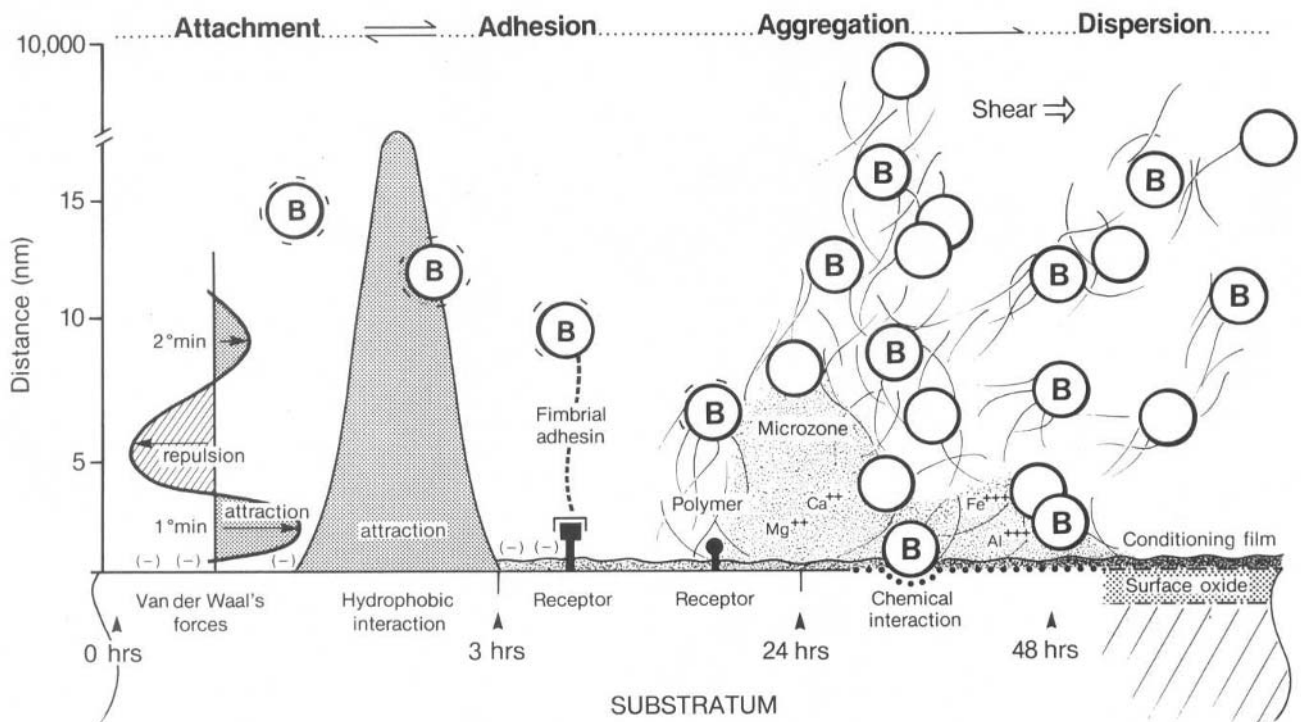 Attachment Adhesion Aggregation Dispersion
10,000
Shear
B
B
15
B
B
B
B
Distance (nm)
10
B
B
2°min
B
Fimbrial
adhesin
B
B
Microzone
repulsion
5
Polymer
Ca++
Fe+++
attraction
1°min
attraction
Mg++
B
Al+++
B
Conditioning film
(-) (-) (-) (-) (-)
Van der Waal's
forces
Hydrophobic
interaction
Receptor
Receptor
Chemical
interaction
Surface oxide
0 hrs 3 hrs 24 hrs 48 hrs
SUBSTRATUM